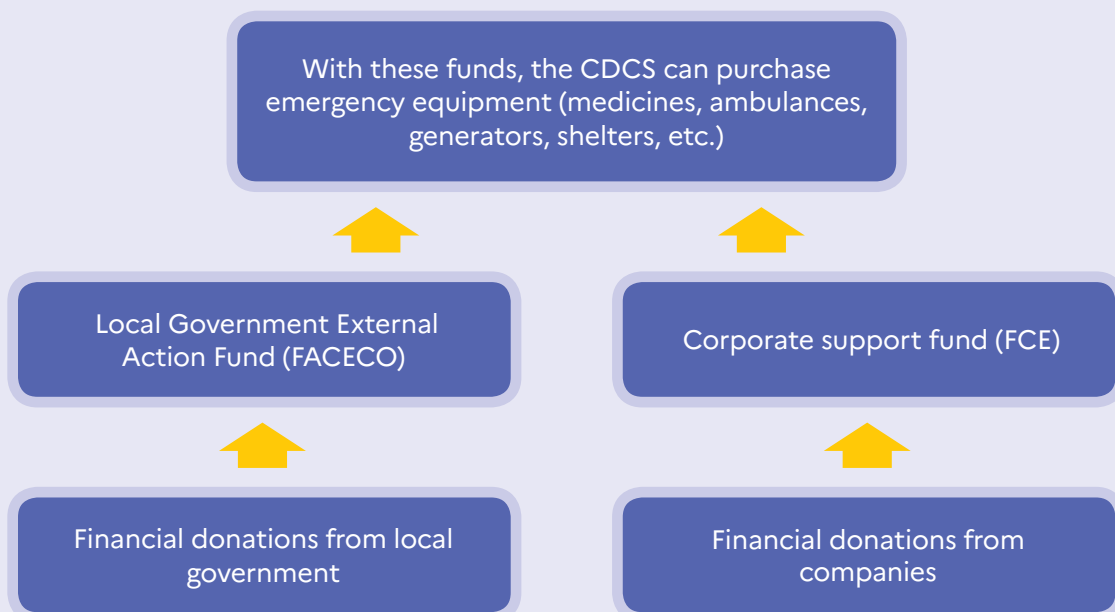 With these funds, the CDCS can purchase
emergency equipment (medicines, ambulances,
generators, shelters, etc.)
Local Government External
Action Fund (FACECO)
Corporate support fund (FCE)
Financial donations from local
government
Financial donations from
companies